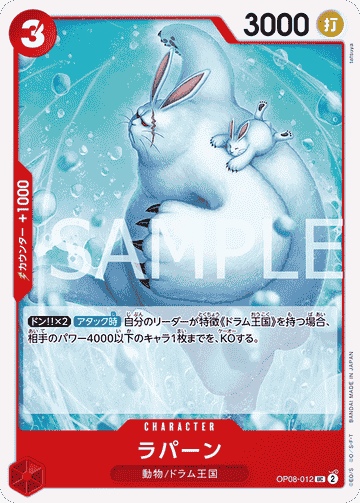 3
3000
打
tatsuya
カウンター +1000
SAMPLE
ドン!!×2 アタック時 自分のリーダーが特徴《ドラム王国》を持つ場合、
相手のパワー4000以下のキャラ1枚までを、KOする。
CHARACTER
ラパーン
動物/ドラム王国
OP08-012 UC 2
BANDAI MADE IN JAPAN